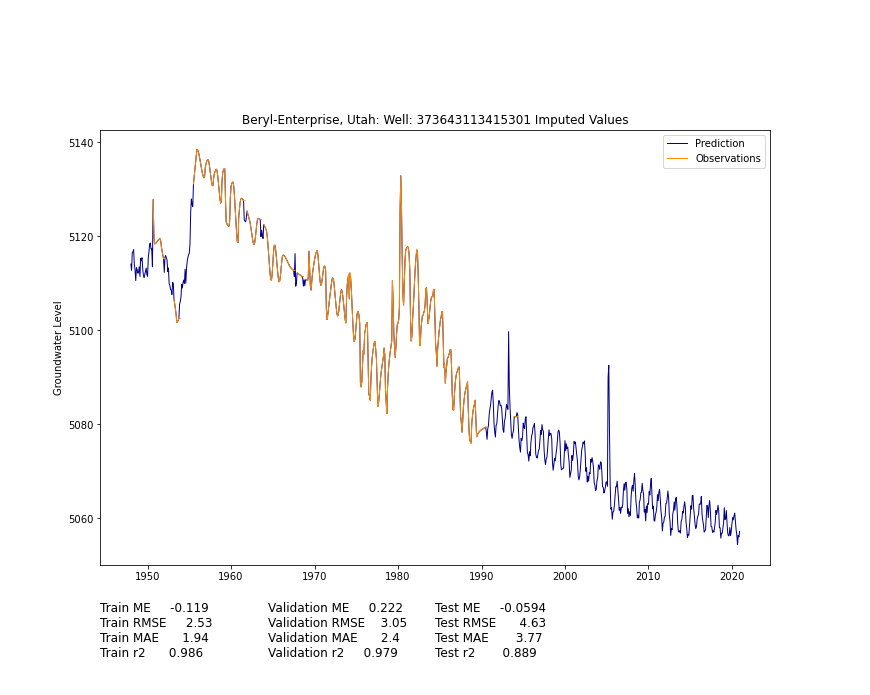 Beryl-Enterprise, Utah: Well: 373643113415301 Imputed Values
Prediction
Observations
5140
5120
5100
5080
5060
Groundwater Level
1950 1960 1970 1980 1990 2000 2010 2020
Train ME -0.119 Validation ME 0.222 Test ME -0.0594
Train RMSE 2.53 Validation RMSE 3.05 Test RMSE 4.63
Train MAE 1.94 Validation MAE 2.4 Test MAE 3.77
Train r2 0.986 Validation r2 0.979 Test r2 0.889